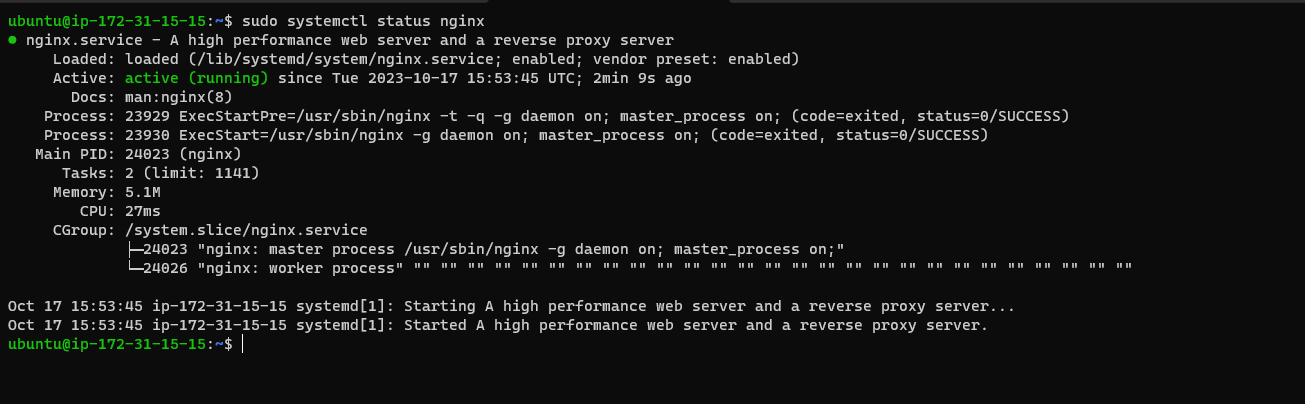 ubuntu@ip-172-31-15-15:~$ sudo systemctl status nginx
● nginx.service - A high performance web server and a reverse proxy server
     Loaded: loaded (/lib/systemd/system/nginx.service; enabled; vendor preset: enabled)
     Active: active (running) since Tue 2023-10-17 15:53:45 UTC; 2min 9s ago
       Docs: man:nginx(8)
    Process: 23929 ExecStartPre=/usr/sbin/nginx -t -q -g daemon on; master_process on; (code=exited, status=0/SUCCESS)
    Process: 23930 ExecStart=/usr/sbin/nginx -g daemon on; master_process on; (code=exited, status=0/SUCCESS)
   Main PID: 24023 (nginx)
      Tasks: 2 (limit: 1141)
     Memory: 5.1M
        CPU: 27ms
     CGroup: /system.slice/nginx.service
             ├─24023 "nginx: master process /usr/sbin/nginx -g daemon on; master_process on;"
             └─24026 "nginx: worker process" "" "" "" "" "" "" "" "" "" "" "" "" "" "" "" "" "" "" "" "" "" "" "" "" "" "" ""

Oct 17 15:53:45 ip-172-31-15-15 systemd[1]: Starting A high performance web server and a reverse proxy server...
Oct 17 15:53:45 ip-172-31-15-15 systemd[1]: Started A high performance web server and a reverse proxy server.
ubuntu@ip-172-31-15-15:~$